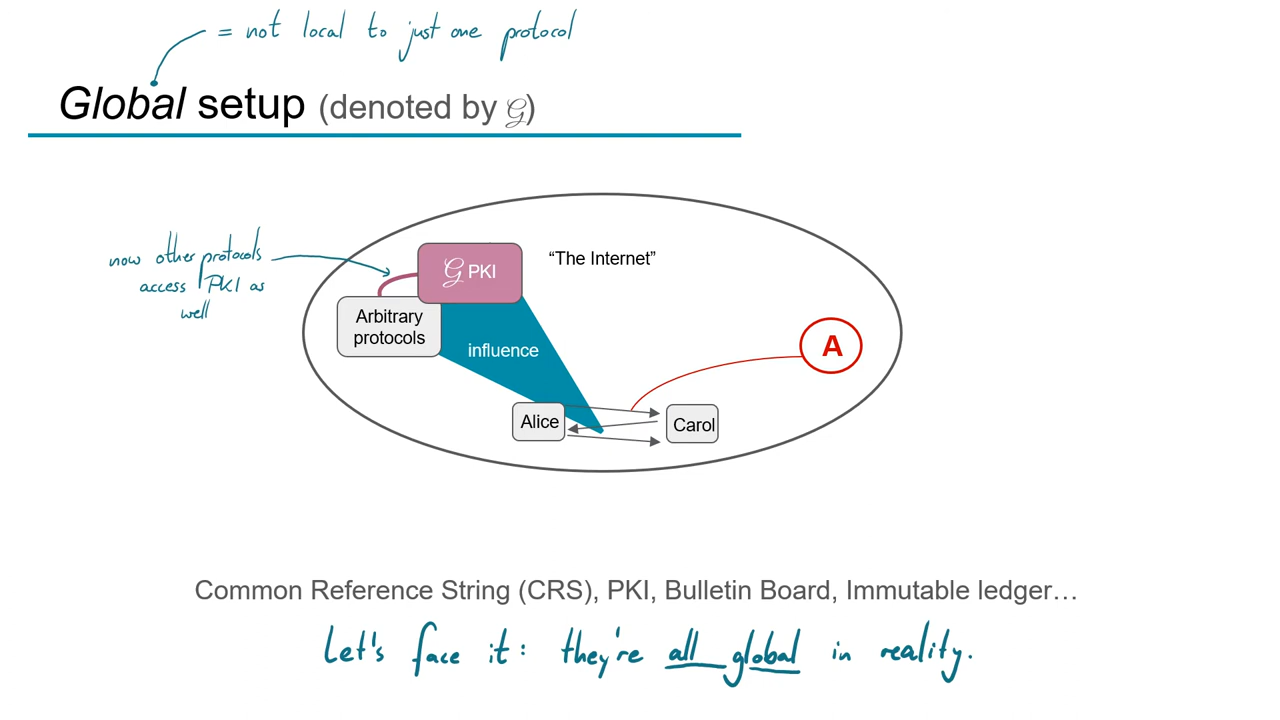 = not local to just one protocol
Global setup (denoted by 𝒢)
now other protocols
access PKI as
well
𝒢 PKI
“The Internet”
Arbitrary
protocols
influence
A
Alice
Carol
Common Reference String (CRS), PKI, Bulletin Board, Immutable ledger…
Let's face it: they're all global in reality.